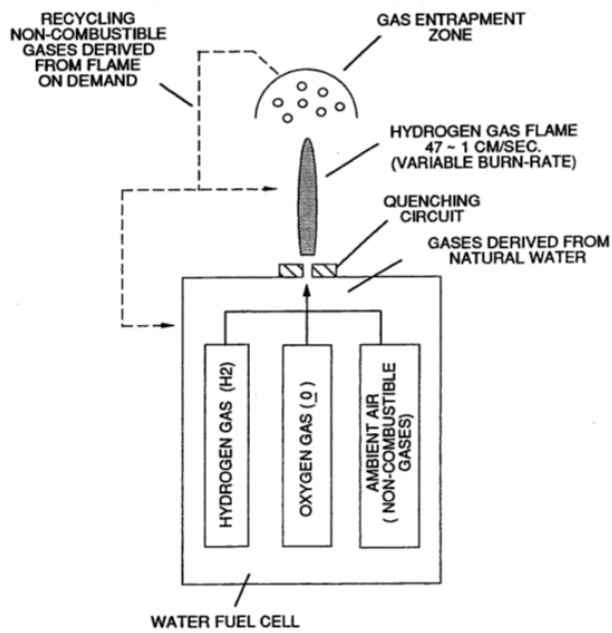 RECYCLING
NON-COMBUSTIBLE
GASES DERIVED
FROM FLAME
ON DEMAND
GAS ENTRAPMENT
ZONE
HYDROGEN GAS FLAME
47 ~ 1 CM/SEC.
(VARIABLE BURN-RATE)
QUENCHING
CIRCUIT
GASES DERIVED FROM
NATURAL WATER
HYDROGEN GAS (H2)
OXYGEN GAS (O)
AMBIENT AIR
( NON-COMBUSTIBLE
GASES)
WATER FUEL CELL